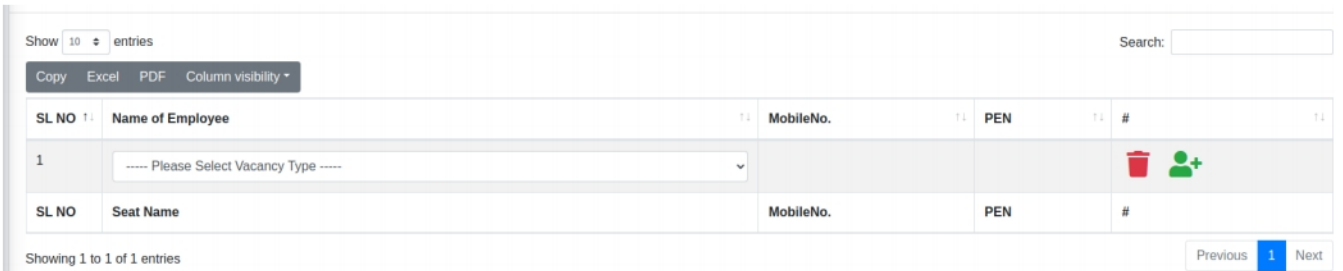 Show 10 entries
Search:
Copy Excel PDF Column visibility
SL NO Name of Employee MobileNo. PEN #
1 ----- Please Select Vacancy Type -----
SL NO Seat Name MobileNo. PEN #
Showing 1 to 1 of 1 entries
Previous 1 Next